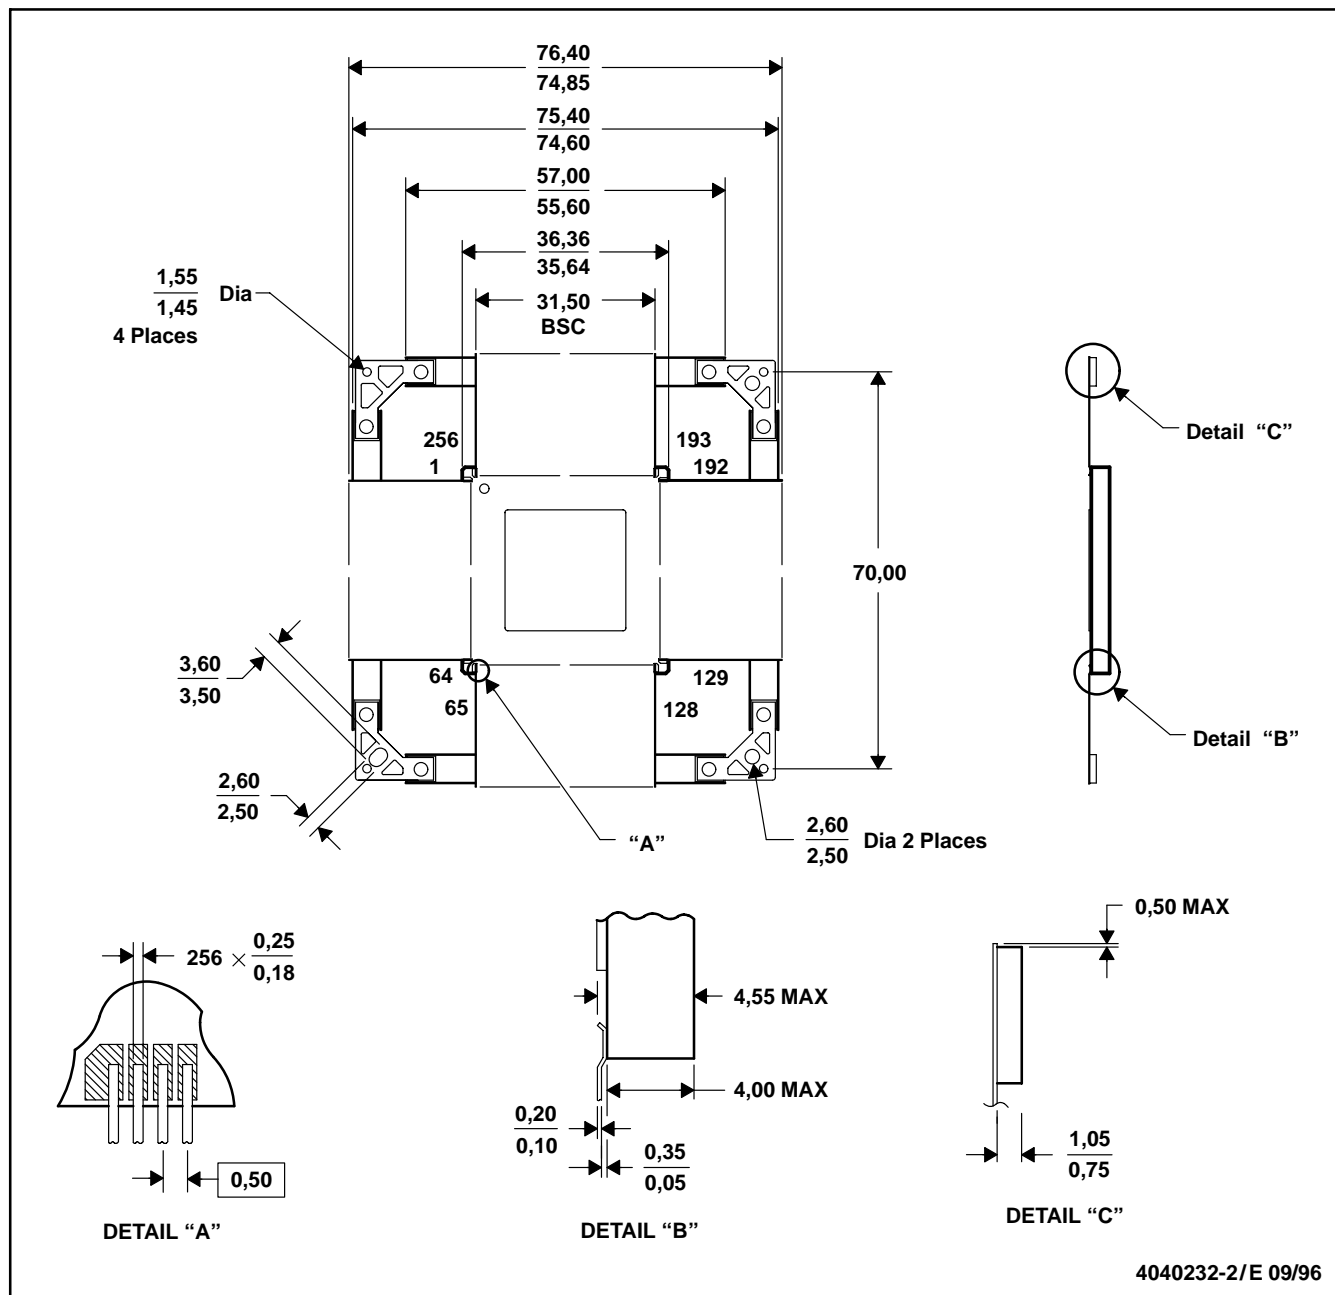 76,40
74,85
75,40
74,60
57,00
55,60
36,36
35,64
31,50
BSC
1,55
1,45
Dia
4 Places
256
1
193
192
Detail “C”
70,00
3,60
3,50
64
65
129
128
Detail “B”
2,60
2,50
“A”
2,60
2,50
Dia 2 Places
256 × 0,25
0,18
0,50
DETAIL “A”
4,55 MAX
4,00 MAX
0,20
0,10
0,35
0,05
DETAIL “B”
0,50 MAX
1,05
0,75
DETAIL “C”
4040232-2/E 09/96